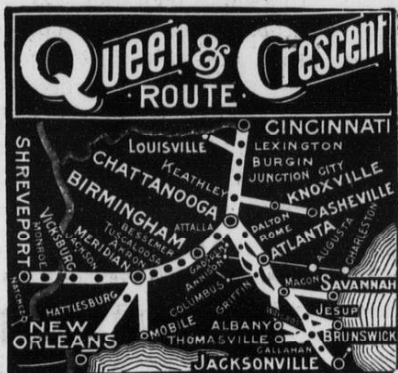 Queen & Crescent
·ROUTE·
CINCINNATI
LOUISVILLE
LEXINGTON
KEATHLEY
BURGIN
JUNCTION CITY
CHATTANOOGA
KNOXVILLE
ASHEVILLE
SHREVEPORT
BIRMINGHAM
ATTALLA
DALTON
ROME
ATLANTA
AUGUSTA
CHARLESTON
MONROE
VICKSBURG
JACKSON
MERIDIAN
TUSCALOOSA
BESSEMER
GADSDEN
ANNISTON
COLUMBUS
GRIFFIN
MACON
SAVANNAH
HATTIESBURG
MOBILE
ALBANY
JESUP
NEW
ORLEANS
THOMASVILLE
BRUNSWICK
CALLAHAN
JACKSONVILLE